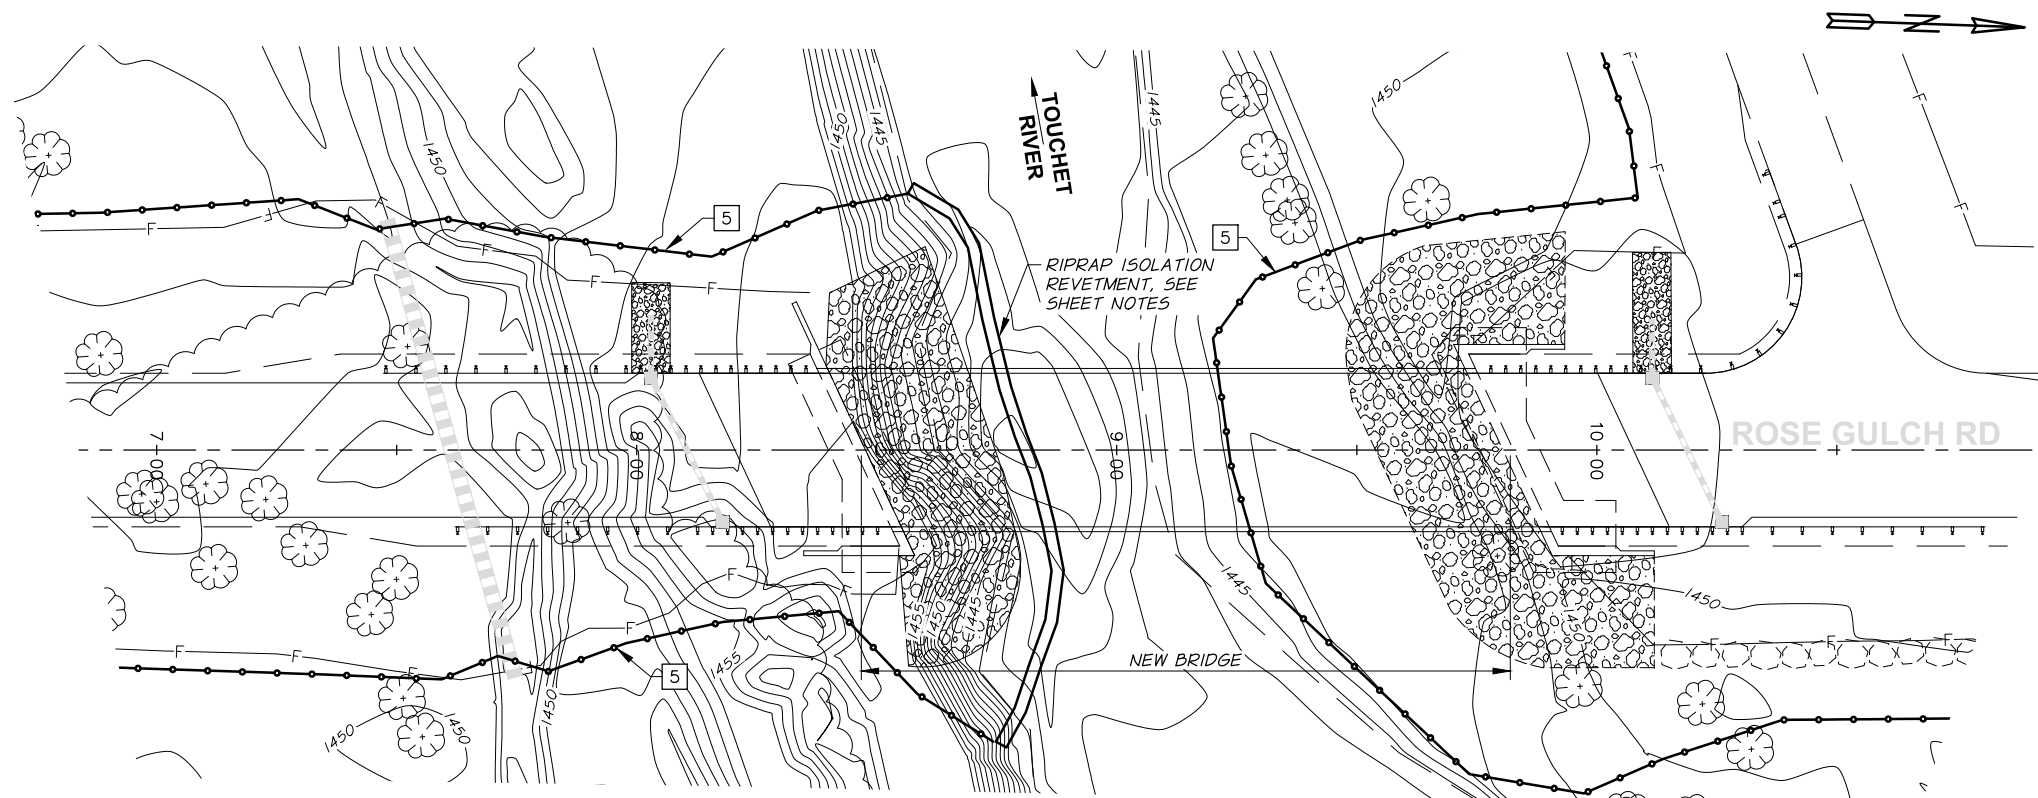 N
1450
1450
1445
TOUCHET
RIVER
1445
1450
F
F
F
F
F
5
5
RIPRAP ISOLATION
REVETMENT, SEE
SHEET NOTES
F
F
F
F
F
F
ROSE GULCH RD
7+00
8+00
9+00
10+00
F
F
1445
1450
1450
1455
1450
1445
F
F
F
F
F
F
F
5
1455
NEW BRIDGE
1450
1450
1450